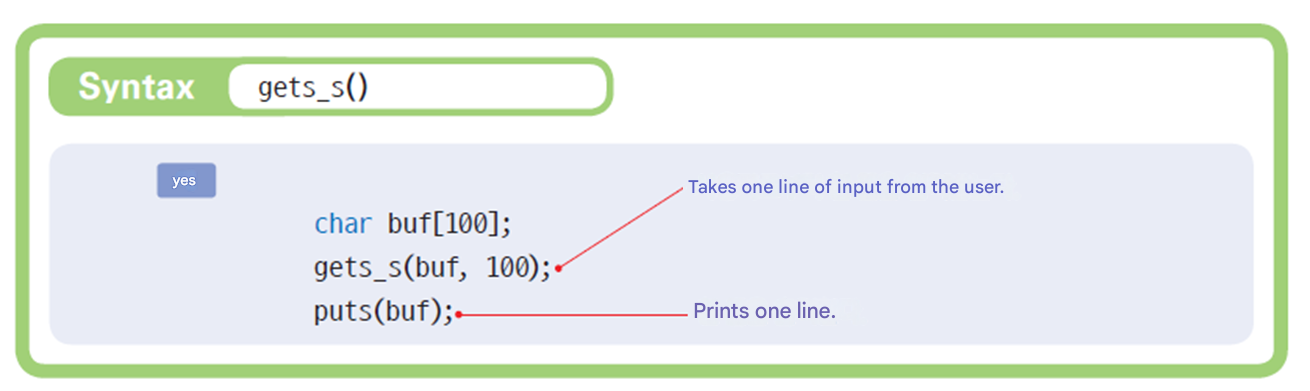 Syntax gets_s()
yes
Takes one line of input from the user.
char buf[100];
gets_s(buf, 100);
puts(buf);
Prints one line.